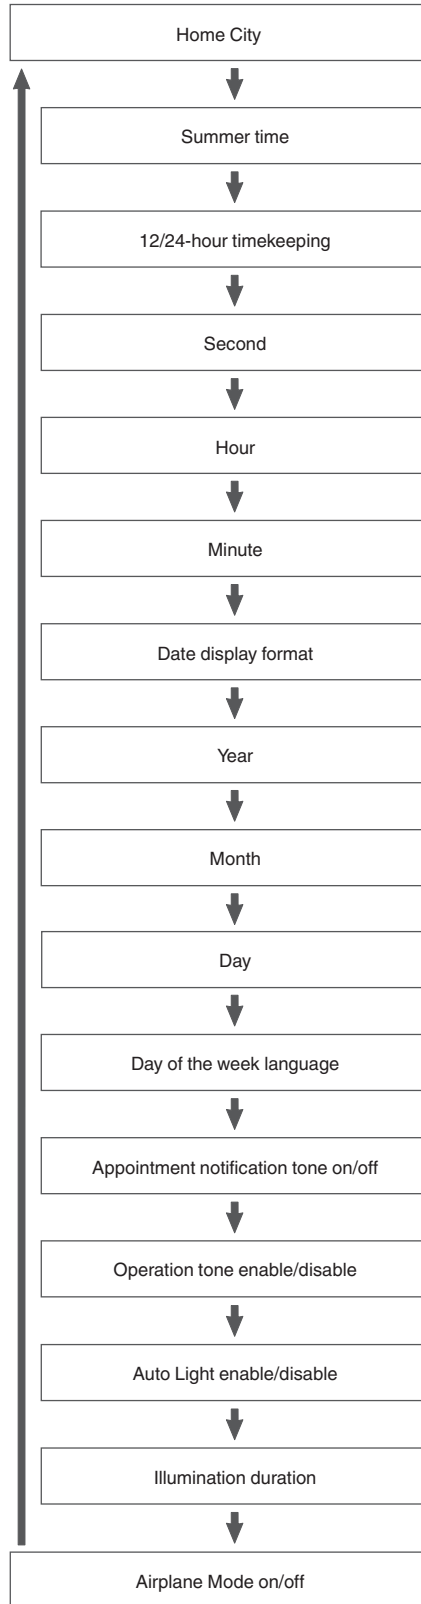 Home City
Summer time
12/24-hour timekeeping
Second
Hour
Minute
Date display format
Year
Month
Day
Day of the week language
Appointment notification tone on/off
Operation tone enable/disable
Auto Light enable/disable
Illumination duration
Airplane Mode on/off